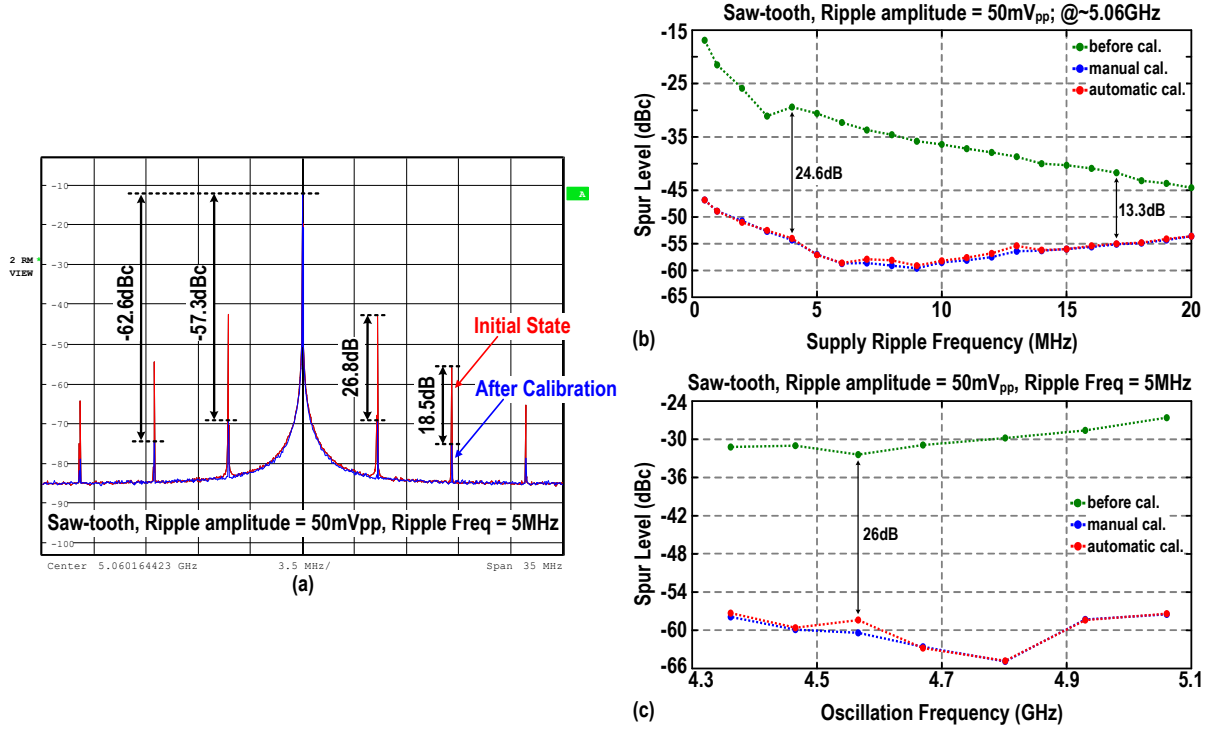 -10
A
-20
2 RM *
VIEW
-30
-40
-50
-60
-70
-80
-90
-100
-62.6dBc
-57.3dBc
26.8dB
18.5dB
Initial State
After Calibration
Saw-tooth, Ripple amplitude = 50mVpp, Ripple Freq = 5MHz
Center 5.060164423 GHz 3.5 MHz/ Span 35 MHz
(a)
Saw-tooth, Ripple amplitude = 50mVpp; @~5.06GHz
Spur Level (dBc)
-15
-25
-35
-45
-50
-55
-60
-65
before cal.
manual cal.
automatic cal.
24.6dB
13.3dB
0 5 10 15 20
(b)
Supply Ripple Frequency (MHz)
Saw-tooth, Ripple amplitude = 50mVpp, Ripple Freq = 5MHz
Spur Level (dBc)
-24
-30
-36
-42
-48
-54
-60
-66
before cal.
manual cal.
automatic cal.
26dB
4.3 4.5 4.7 4.9 5.1
(c)
Oscillation Frequency (GHz)